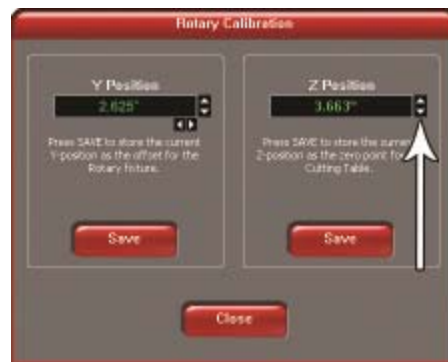 Rotary Calibration
Y Position
2.625"
Press SAVE to store the current
Y-position as the offset for the
Rotary fixture.
Save
Z Position
3.663"
Press SAVE to store the curre
Z-position as the zero point for
Cutting Table.
Save
Close